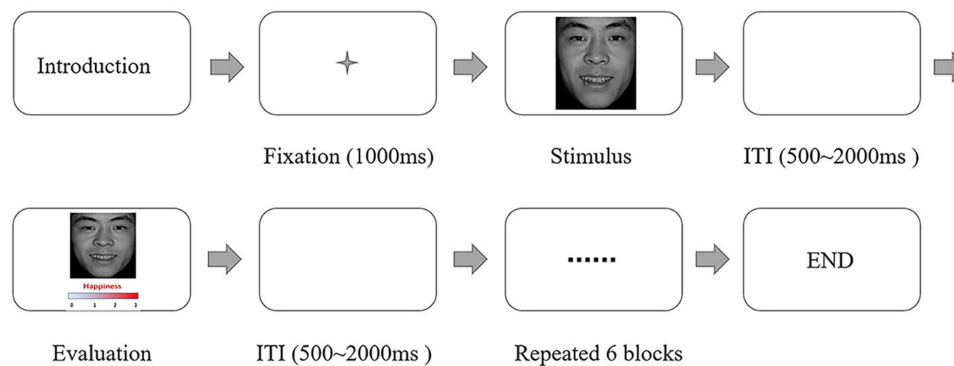 Introduction
Fixation (1000ms)
Stimulus
ITI (500~2000ms )
Happiness
0 1 2 3
END
Evaluation
ITI (500~2000ms )
Repeated 6 blocks